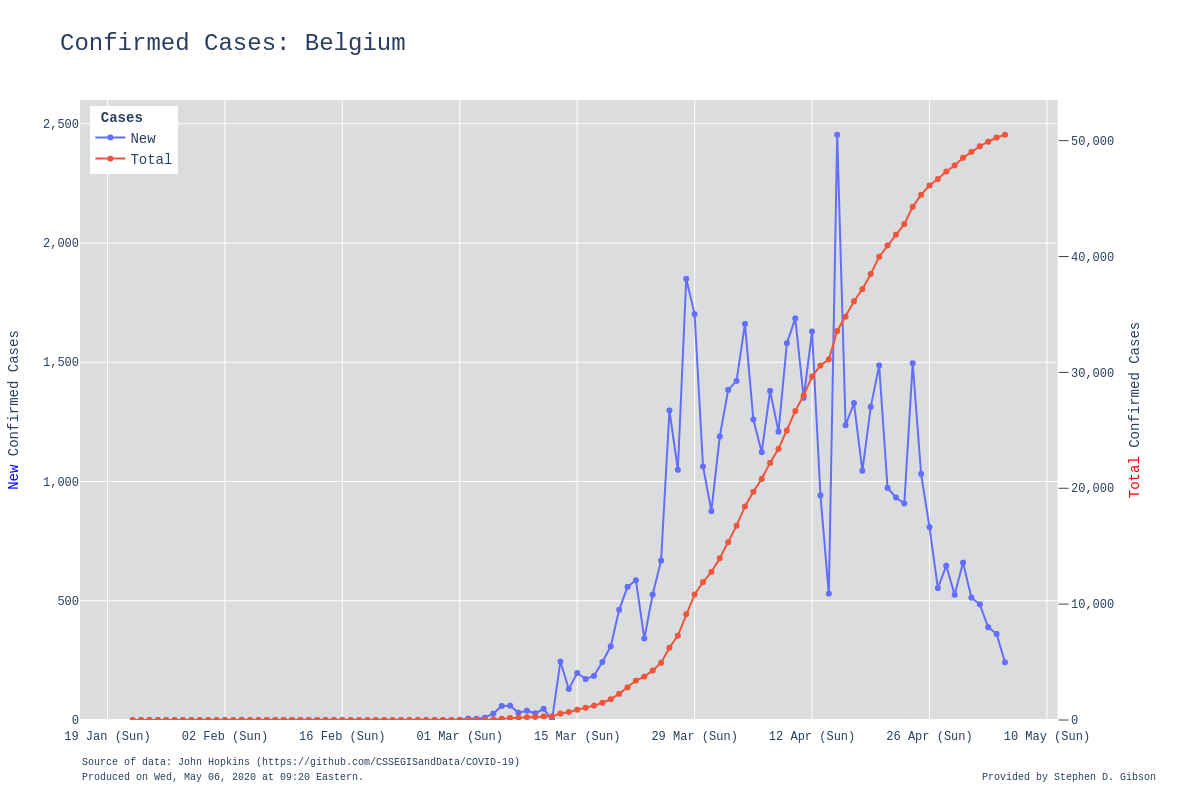 Confirmed Cases: Belgium
Cases
New
Total
2,500
2,000
1,500
1,000
500
0
50,000
40,000
30,000
20,000
10,000
0
New Confirmed Cases
Total Confirmed Cases
19 Jan (Sun) 02 Feb (Sun) 16 Feb (Sun) 01 Mar (Sun) 15 Mar (Sun) 29 Mar (Sun) 12 Apr (Sun) 26 Apr (Sun) 10 May (Sun)
Source of data: John Hopkins (https://github.com/CSSEGISandData/COVID-19)
Produced on Wed, May 06, 2020 at 09:20 Eastern.
Provided by Stephen D. Gibson